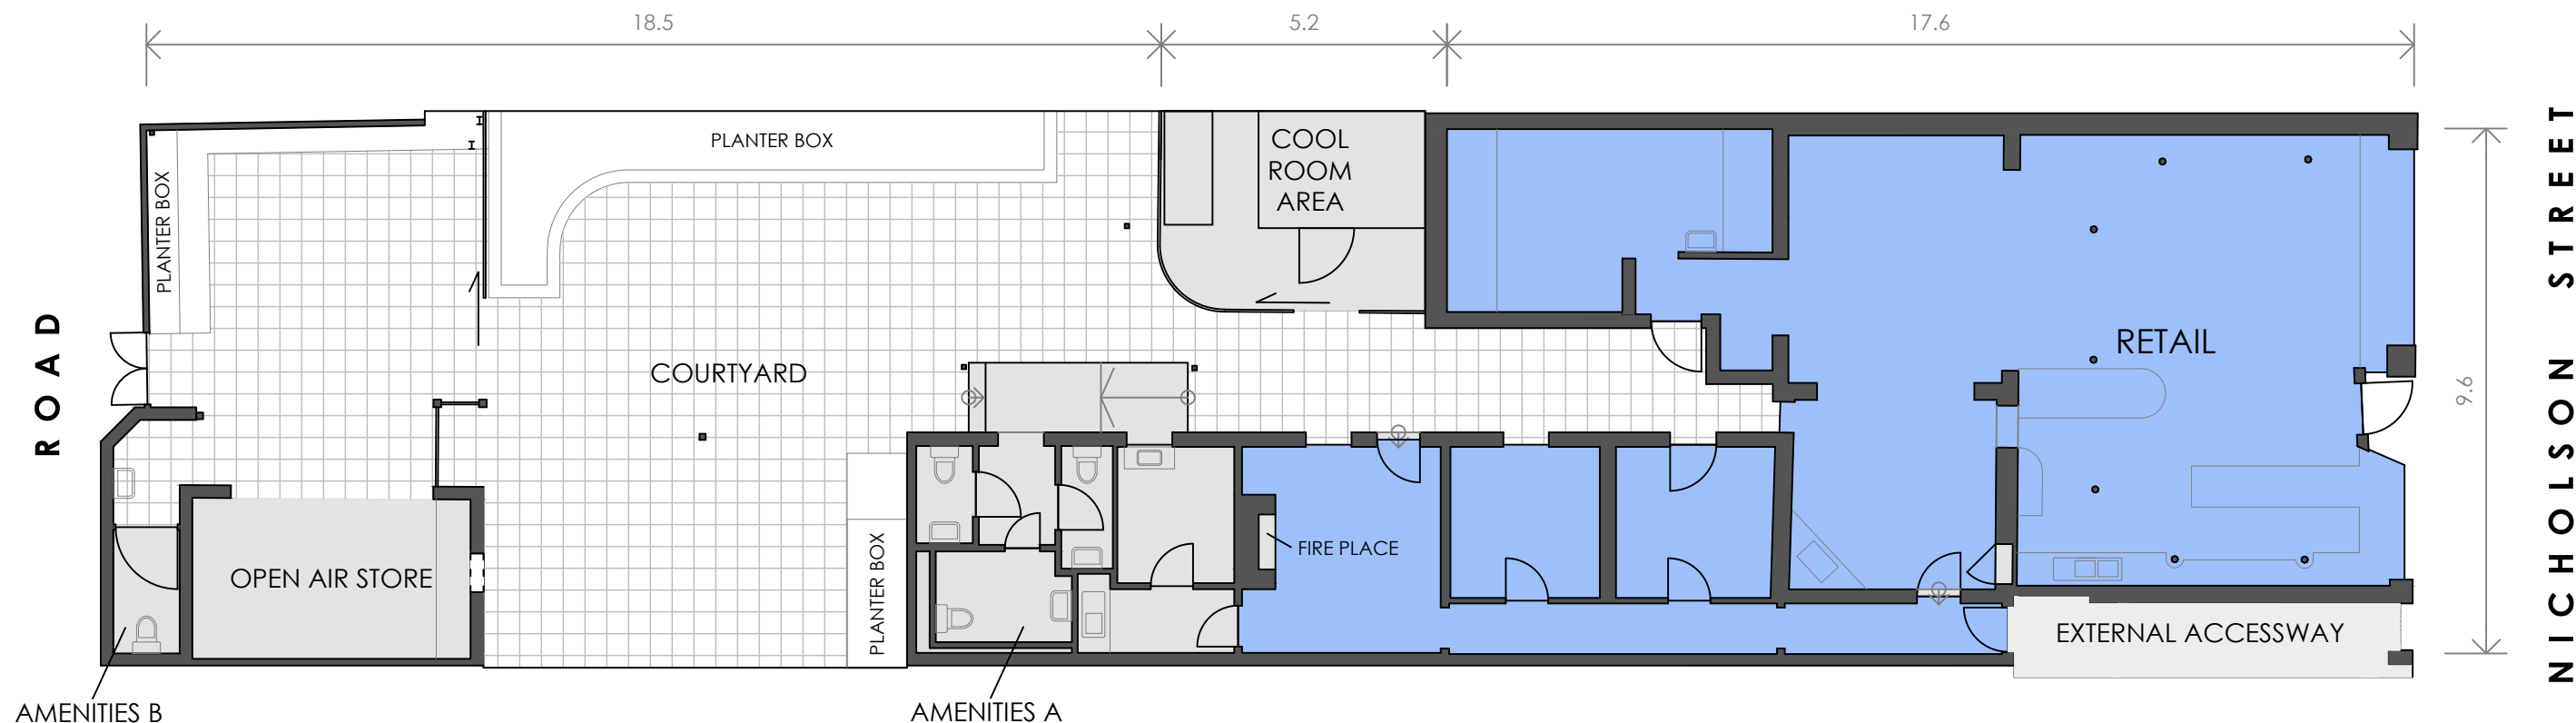 18.5
5.2
17.6
PLANTER BOX
COOL
ROOM
AREA
PLANTER BOX
ROAD
COURTYARD
RETAIL
9.6
NICHOLSON STREET
FIRE PLACE
OPEN AIR STORE
PLANTER BOX
EXTERNAL ACCESSWAY
AMENITIES B
AMENITIES A